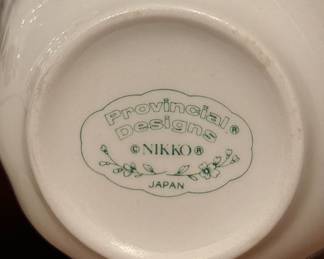 Provincial
Designs®
© NIKKO ®
JAPAN